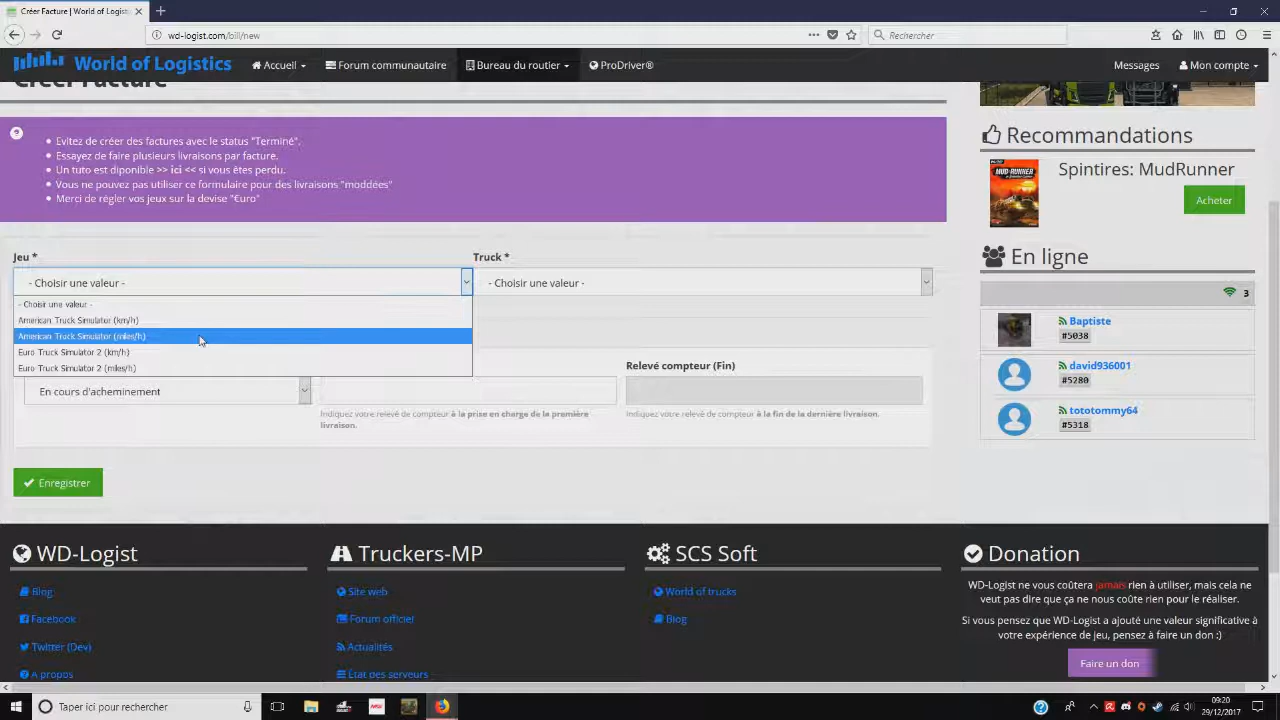 Créer Facture | World of Logistics
wd-logist.com/bill/new
Rechercher
World of Logistics
Accueil
Forum communautaire
Bureau du routier
ProDriver®
Messages
Mon compte
Créer Facture
Evitez de créer des factures avec le status "Terminé".
Essayez de faire plusieurs livraisons par facture.
Un tuto est diponible >> ici << si vous êtes perdu.
Vous ne pouvez pas utiliser ce formulaire pour des livraisons "moddées"
Merci de régler vos jeux sur la devise "€uro"
Jeu *
Truck *
- Choisir une valeur -
- Choisir une valeur -
- Choisir une valeur -
American Truck Simulator (km/h)
American Truck Simulator (miles/h)
Euro Truck Simulator 2 (km/h)
Euro Truck Simulator 2 (miles/h)
Relevé compteur (Fin)
En cours d'acheminement
Indiquez votre relevé de compteur à la prise en charge de la première
livraison.
Indiquez votre relevé de compteur à la fin de la dernière livraison.
Enregistrer
Recommandations
MUDRUNNER
Spintires: MudRunner
Acheter
En ligne
3
Baptiste
#5038
david936001
#5280
tototommy64
#5318
WD-Logist
Blog
Facebook
Twitter (Dev)
A propos
Truckers-MP
Site web
Forum officiel
Actualités
État des serveurs
SCS Soft
World of trucks
Blog
Donation
WD-Logist ne vous coûtera jamais rien à utiliser, mais cela ne
veut pas dire que ça ne nous coûte rien pour le réaliser.
Si vous pensez que WD-Logist a ajouté une valeur significative à
votre expérience de jeu, pensez à faire un don :)
Faire un don
Taper ici pour rechercher
09:20
29/12/2017